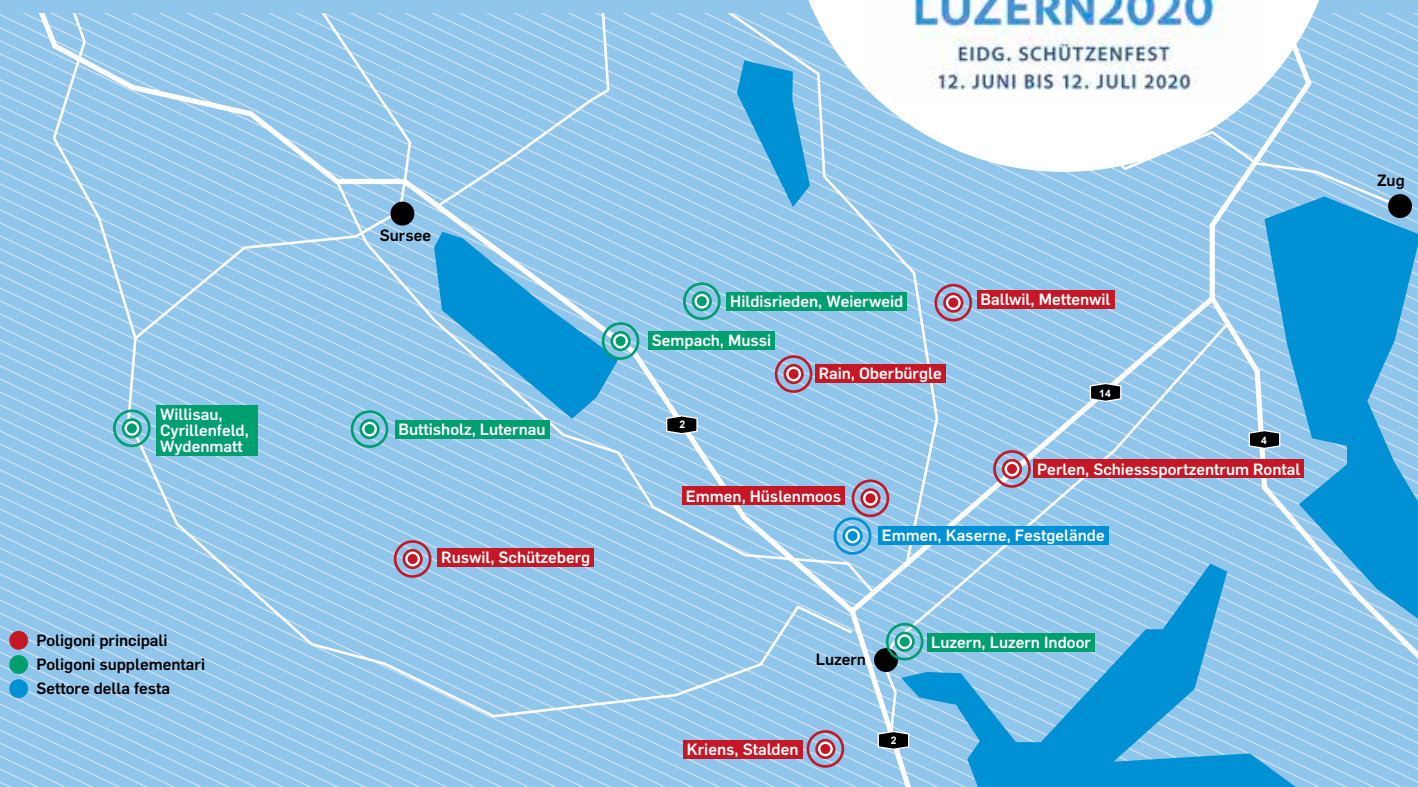 LUZERN2020
EIDG. SCHÜTZENFEST
12. JUNI BIS 12. JULI 2020
Zug
Sursee
Hildisrieden, Weierweid
Ballwil, Mettenwil
Sempach, Mussi
Rain, Oberbürgle
14
Willisau,
Cyrillenfeld,
Wydenmatt
Buttisholz, Luternau
2
4
Perlen, Schiesssportzentrum Rontal
Emmen, Hüslenmoos
Emmen, Kaserne, Festgelände
Ruswil, Schützeberg
Poligoni principali
Poligoni supplementari
Settore della festa
Luzern, Luzern Indoor
Luzern
2
Kriens, Stalden